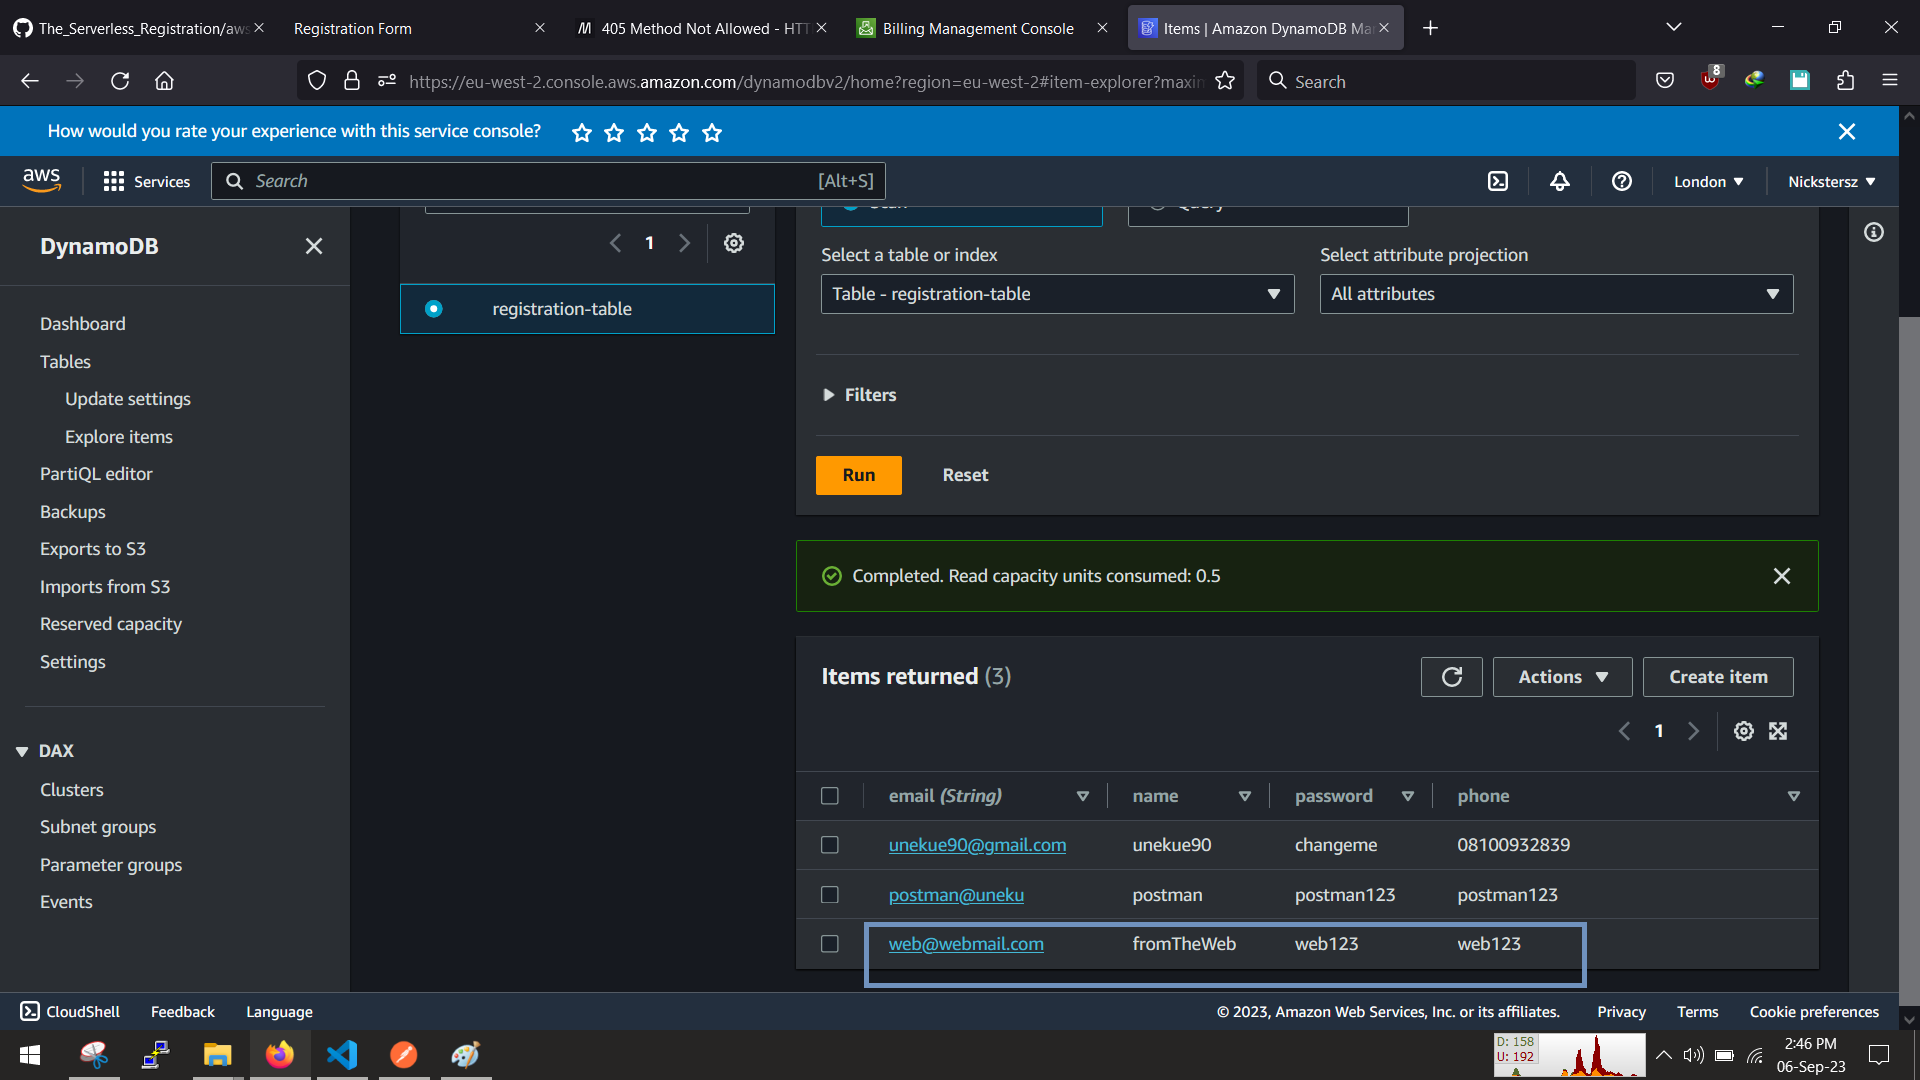 The_Serverless_Registration/aws
Registration Form
405 Method Not Allowed - HTT
Billing Management Console
Items | Amazon DynamoDB Ma
https://eu-west-2.console.aws.amazon.com/dynamodbv2/home?region=eu-west-2#item-explorer?maxin
Search
8
How would you rate your experience with this service console?
aws
Services
Search
[Alt+S]
London
Nickstersz
DynamoDB
Dashboard
Tables
Update settings
Explore items
PartiQL editor
Backups
Exports to S3
Imports from S3
Reserved capacity
Settings
DAX
Clusters
Subnet groups
Parameter groups
Events
1
registration-table
Scan
Query
Select a table or index
Select attribute projection
Table - registration-table
All attributes
Filters
Run
Reset
Completed. Read capacity units consumed: 0.5
Items returned (3)
Actions
Create item
1
email (String) name password phone
unekue90@gmail.com unekue90 changeme 08100932839
postman@uneku postman postman123 postman123
web@webmail.com fromTheWeb web123 web123
CloudShell
Feedback
Language
© 2023, Amazon Web Services, Inc. or its affiliates.
Privacy
Terms
Cookie preferences
D: 158
U: 192
2:46 PM
06-Sep-23